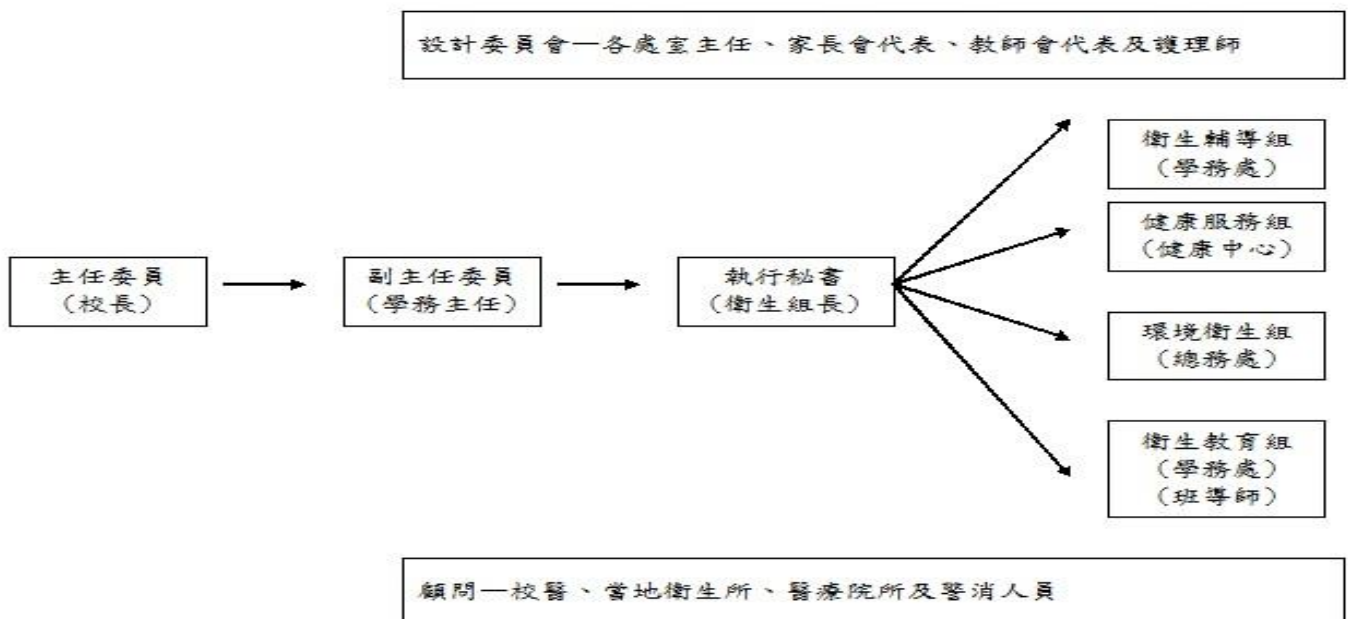 設計委員會—各處室主任、家長會代表、教師會代表及護理師
衛生輔導組
（學務處）
健康服務組
（健康中心）
主任委員
（校長）
副主任委員
（學務主任）
執行秘書
（衛生組長）
環境衛生組
（總務處）
衛生教育組
（學務處）
（班導師）
顧問—校醫、當地衛生所、醫療院所及警消人員